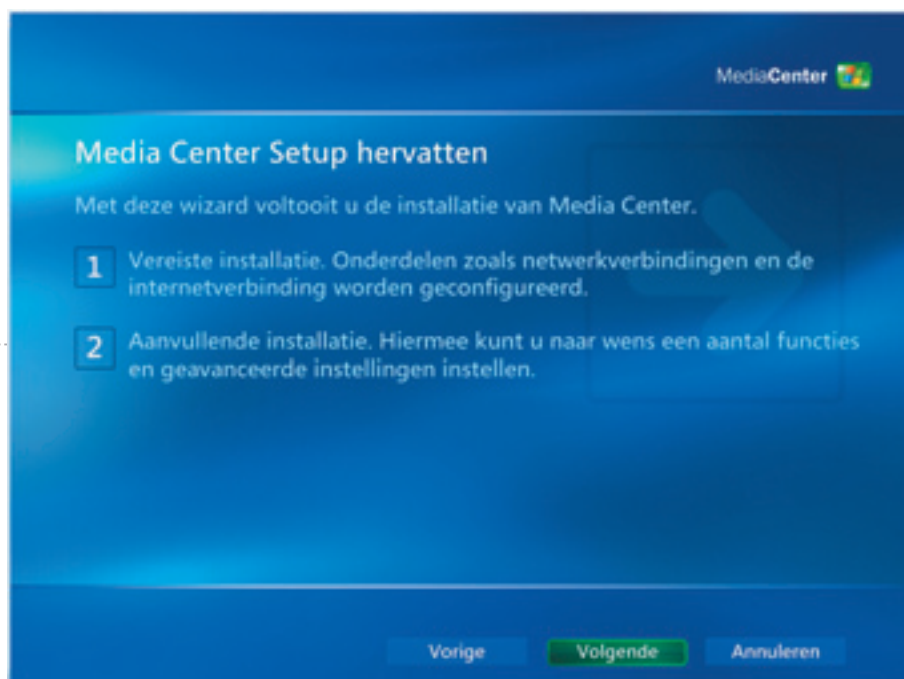 MediaCenter
Media Center Setup hervatten
Met deze wizard voltooit u de installatie van Media Center.
1 Vereiste installatie. Onderdelen zoals netwerkverbindingen en de
internetverbinding worden geconfigureerd.
2 Aanvullende installatie. Hiermee kunt u naar wens een aantal functies
en geavanceerde instellingen instellen.
Vorige Volgende Annuleren